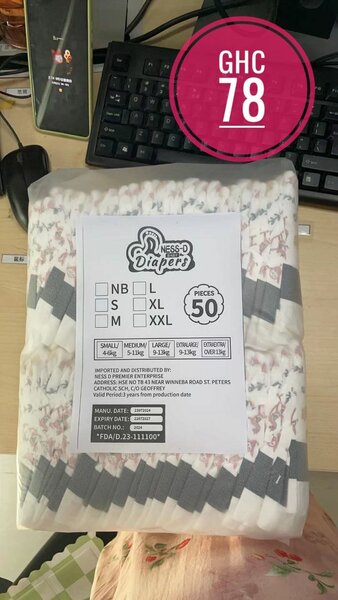 GHC
78
NESS-D
Diapers
NB
L
S
XL
M
XXL
PIECES
50
SMALL/
4-6kg
MEDIUM/
5-11kg
LARGE/
9-13kg
EXTRALARGE/
9-13kg
EXTRAEXTRA/
OVER 13kg
IMPORTED AND DISTRIBUTED BY:
NESS D PREMIER ENTERPRISE
ADDRESS: HSE NO TB 43 NEAR WINNEBA ROAD ST. PETERS
CATHOLIC SCH, C/O GEOFFREY
Valid Period:3 years from production date
MANU. DATE:
EXPIRY DATE:
BATCH NO.:
2024
*FDA/D.23-111100*